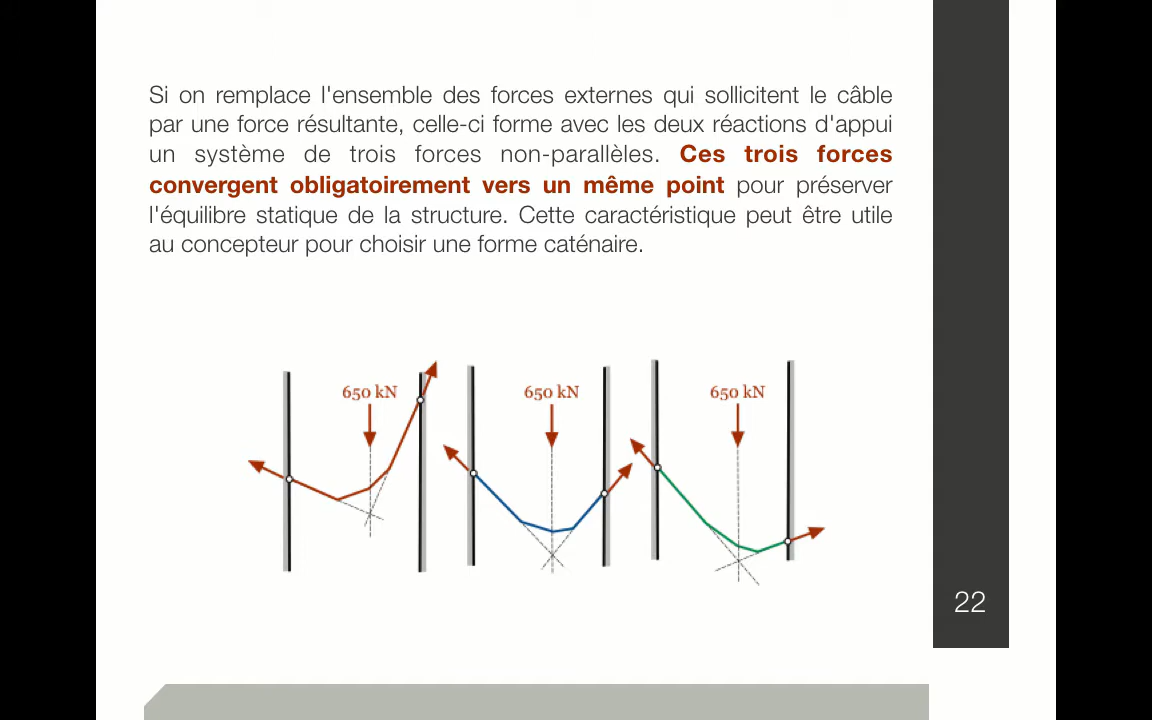 Si on remplace l'ensemble des forces externes qui sollicitent le câble
par une force résultante, celle-ci forme avec les deux réactions d'appui
un système de trois forces non-parallèles. Ces trois forces
convergent obligatoirement vers un même point pour préserver
l'équilibre statique de la structure. Cette caractéristique peut être utile
au concepteur pour choisir une forme caténaire.
650 kN
650 kN
650 kN
22